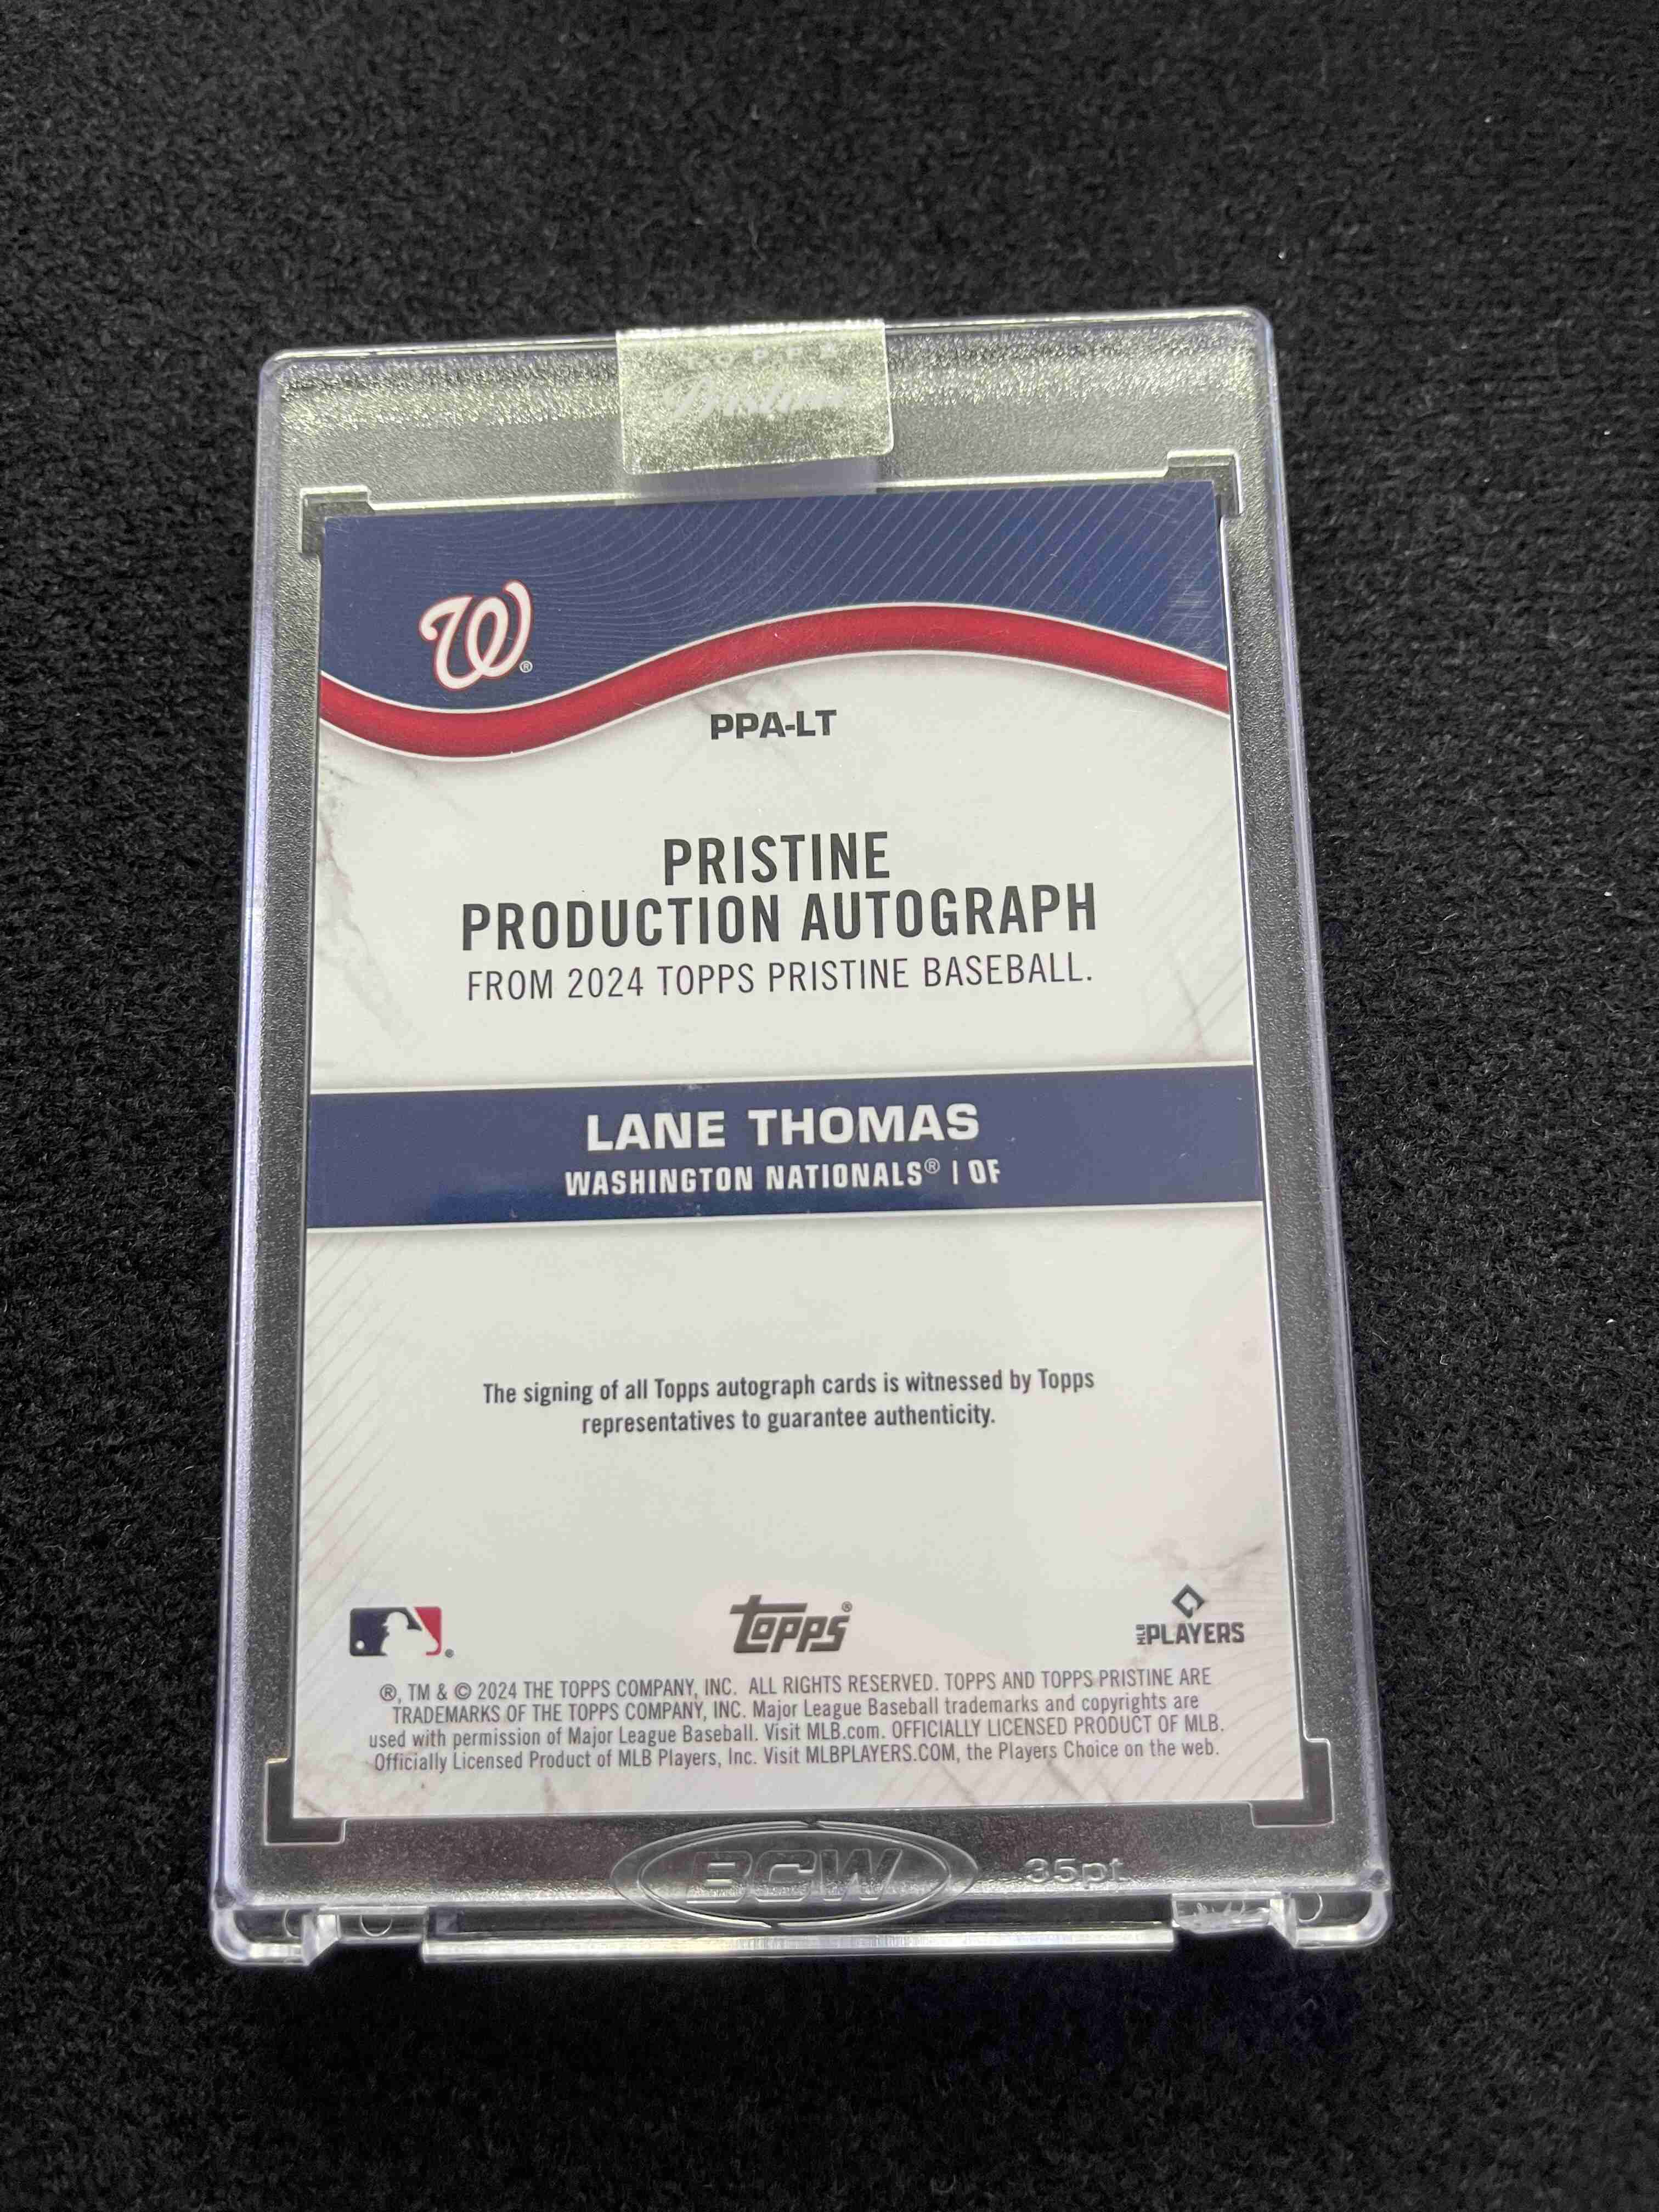 TOPPS
Pristine
W®
PPA-LT
PRISTINE
PRODUCTION AUTOGRAPH
FROM 2024 TOPPS PRISTINE BASEBALL.
LANE THOMAS
WASHINGTON NATIONALS® | OF
The signing of all Topps autograph cards is witnessed by Topps
representatives to guarantee authenticity.
®
topps®
MLB PLAYERS
®, TM & © 2024 THE TOPPS COMPANY, INC. ALL RIGHTS RESERVED. TOPPS AND TOPPS PRISTINE ARE
TRADEMARKS OF THE TOPPS COMPANY, INC. Major League Baseball trademarks and copyrights are
used with permission of Major League Baseball. Visit MLB.com. OFFICIALLY LICENSED PRODUCT OF MLB.
Officially Licensed Product of MLB Players, Inc. Visit MLBPLAYERS.COM, the Players Choice on the web.
BCW
35pt